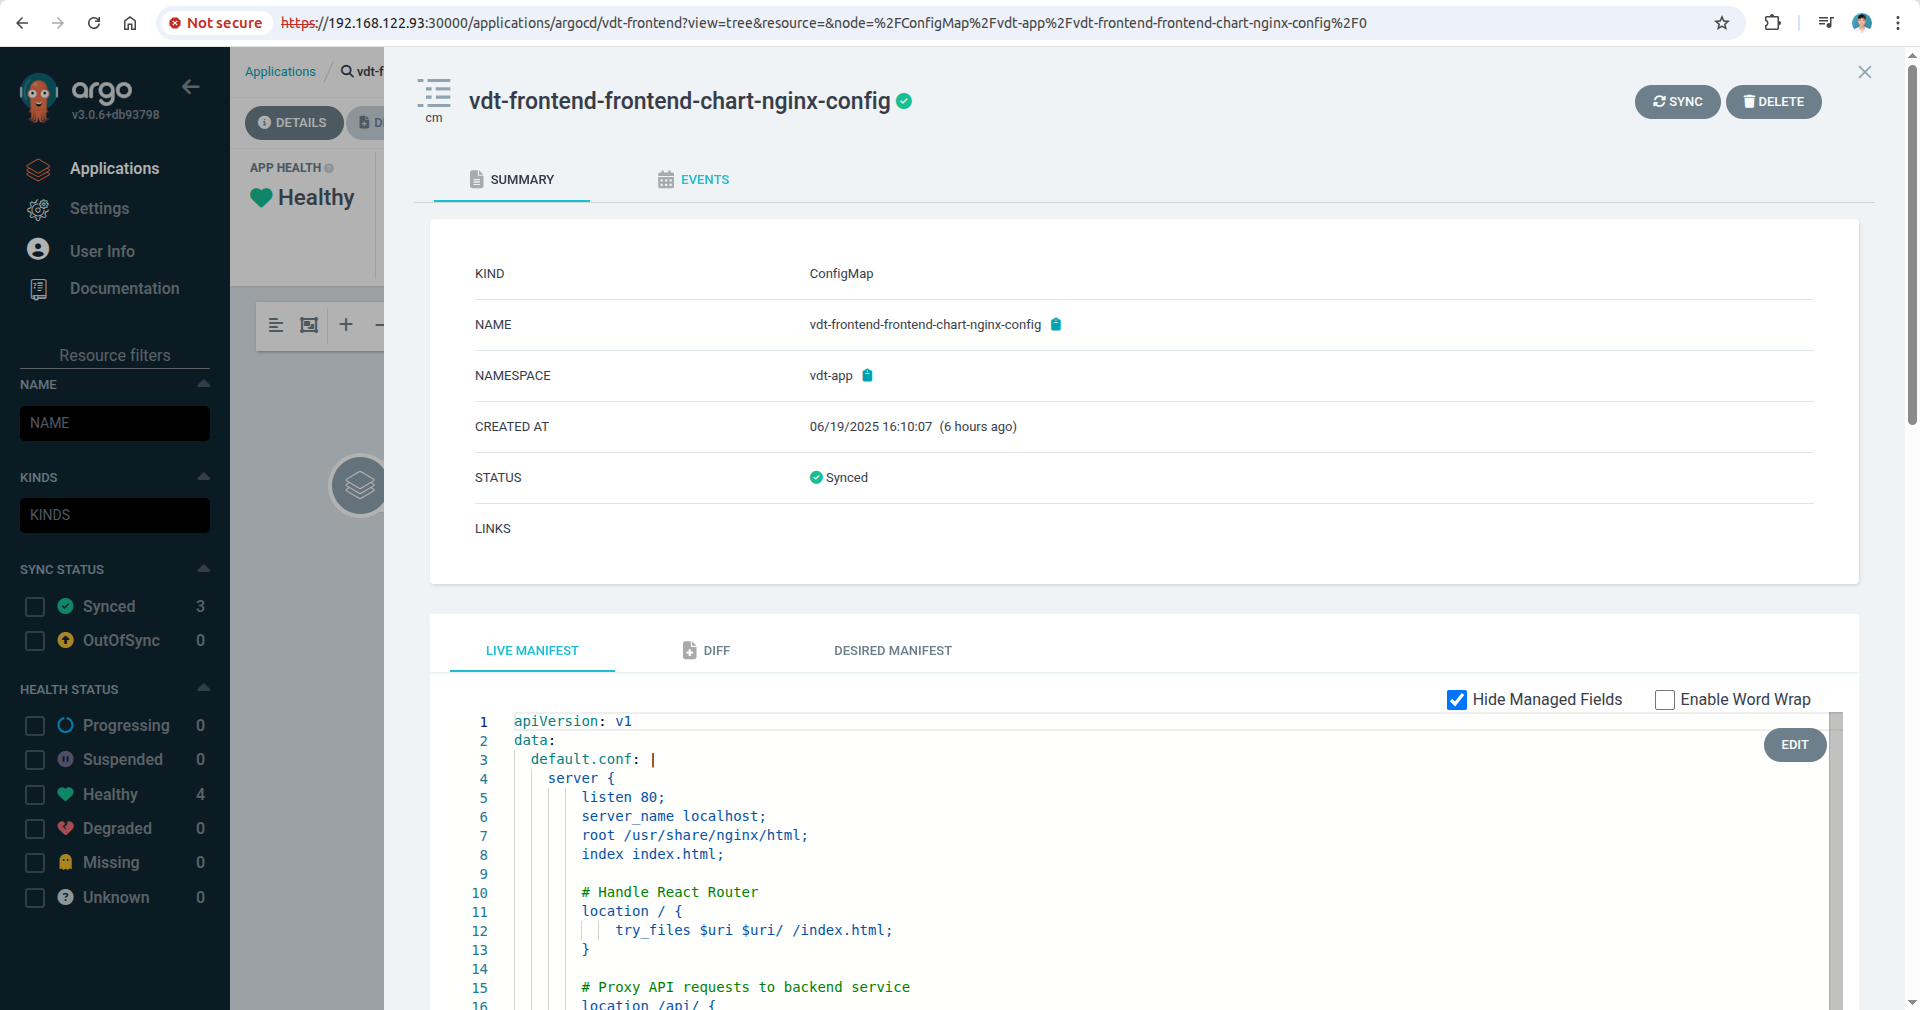 Not secure
https://192.168.122.93:30000/applications/argocd/vdt-frontend?view=tree&resource=&node=%2FConfigMap%2Fvdt-app%2Fvdt-frontend-frontend-chart-nginx-config%2F0
argo
v3.0.6+db93798
Applications
Settings
User Info
Documentation
Resource filters
NAME
NAME
KINDS
KINDS
SYNC STATUS
Synced 3
OutOfSync 0
HEALTH STATUS
Progressing 0
Suspended 0
Healthy 4
Degraded 0
Missing 0
Unknown 0
Applications / vdt-f
DETAILS
D
APP HEALTH
Healthy
cm
vdt-frontend-frontend-chart-nginx-config
SYNC
DELETE
SUMMARY
EVENTS
KIND ConfigMap
NAME vdt-frontend-frontend-chart-nginx-config
NAMESPACE vdt-app
CREATED AT 06/19/2025 16:10:07 (6 hours ago)
STATUS Synced
LINKS
LIVE MANIFEST
DIFF
DESIRED MANIFEST
Hide Managed Fields
Enable Word Wrap
EDIT
1 apiVersion: v1
2 data:
3 default.conf: |
4 server {
5 listen 80;
6 server_name localhost;
7 root /usr/share/nginx/html;
8 index index.html;
9
10 # Handle React Router
11 location / {
12 try_files $uri $uri/ /index.html;
13 }
14
15 # Proxy API requests to backend service
16 location /api/ {